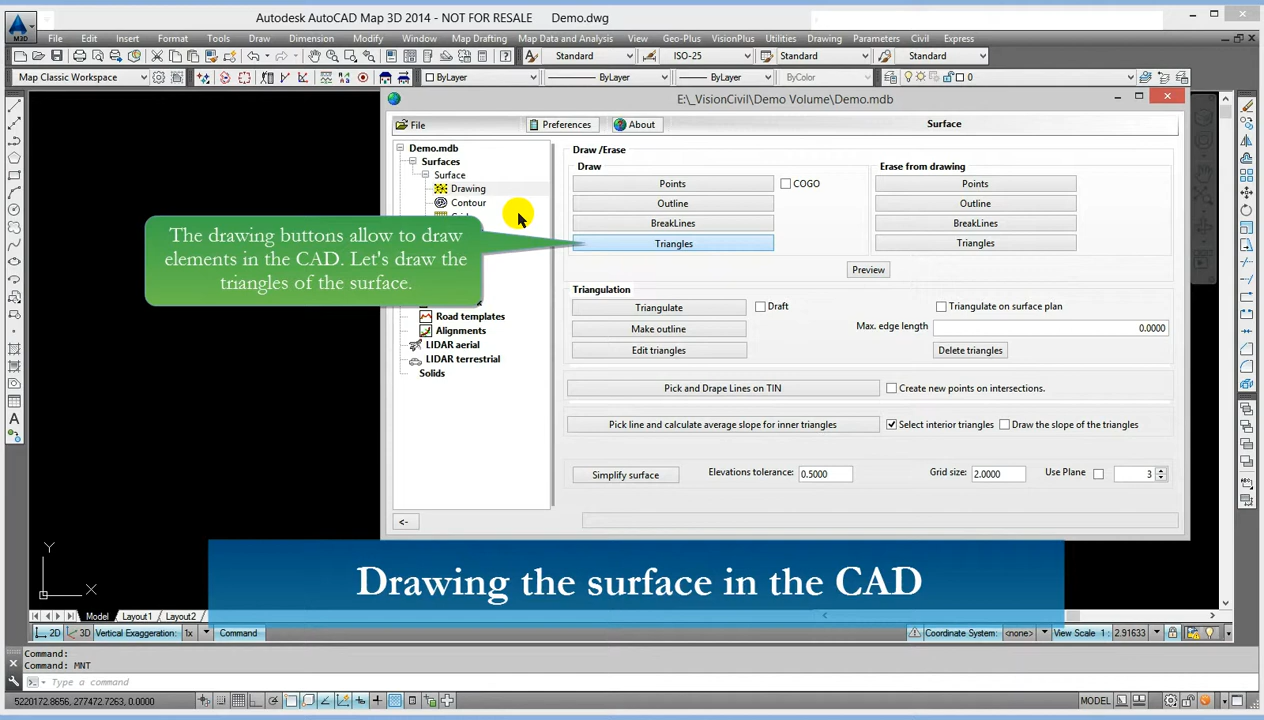 Autodesk AutoCAD Map 3D 2014 - NOT FOR RESALE Demo.dwg
M3D
File Edit Insert Format Tools Draw Dimension Modify Map Drafting Map Data and Analysis View Geo-Plus VisionPlus Utilities Drawing Parameters Civil Express
Standard ISO-25 Standard Standard
Map Classic Workspace ByLayer ByLayer ByLayer ByColor 0
E:\_VisionCivil\Demo Volume\Demo.mdb
File Preferences About Surface
Demo.mdb
Surfaces
Surface
Drawing
Contour
Road templates
Alignments
LIDAR aerial
LIDAR terrestrial
Solids
<-
The drawing buttons allow to draw
elements in the CAD. Let's draw the
triangles of the surface.
Draw /Erase
Draw Erase from drawing
Points COGO Points
Outline Outline
BreakLines BreakLines
Triangles Triangles
Preview
Triangulation
Triangulate Draft Triangulate on surface plan
Make outline Max. edge length 0.0000
Edit triangles Delete triangles
Pick and Drape Lines on TIN Create new points on intersections.
Pick line and calculate average slope for inner triangles Select interior triangles Draw the slope of the triangles
Simplify surface Elevations tolerance: 0.5000 Grid size: 2.0000 Use Plane 3
Drawing the surface in the CAD
Y
X
Model Layout1 Layout2
2D 3D Vertical Exaggeration: 1x Command Coordinate System: <none> View Scale 1 : 2.91633
Command:
Command: MNT
Type a command
5220172.8656, 277472.7263, 0.0000 MODEL